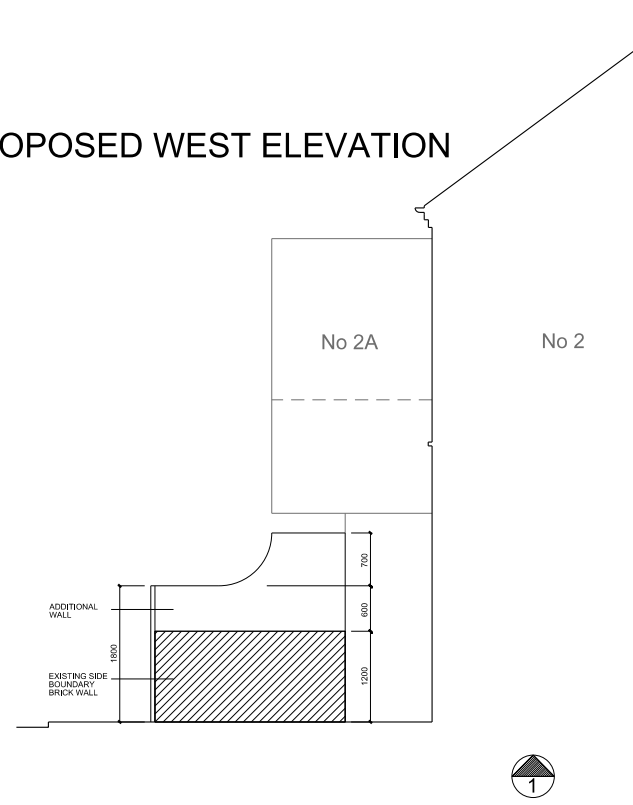 OPOSED WEST ELEVATION
No 2A
No 2
700
ADDITIONAL
WALL
600
1800
EXISTING SIDE
BOUNDARY
BRICK WALL
1200
1